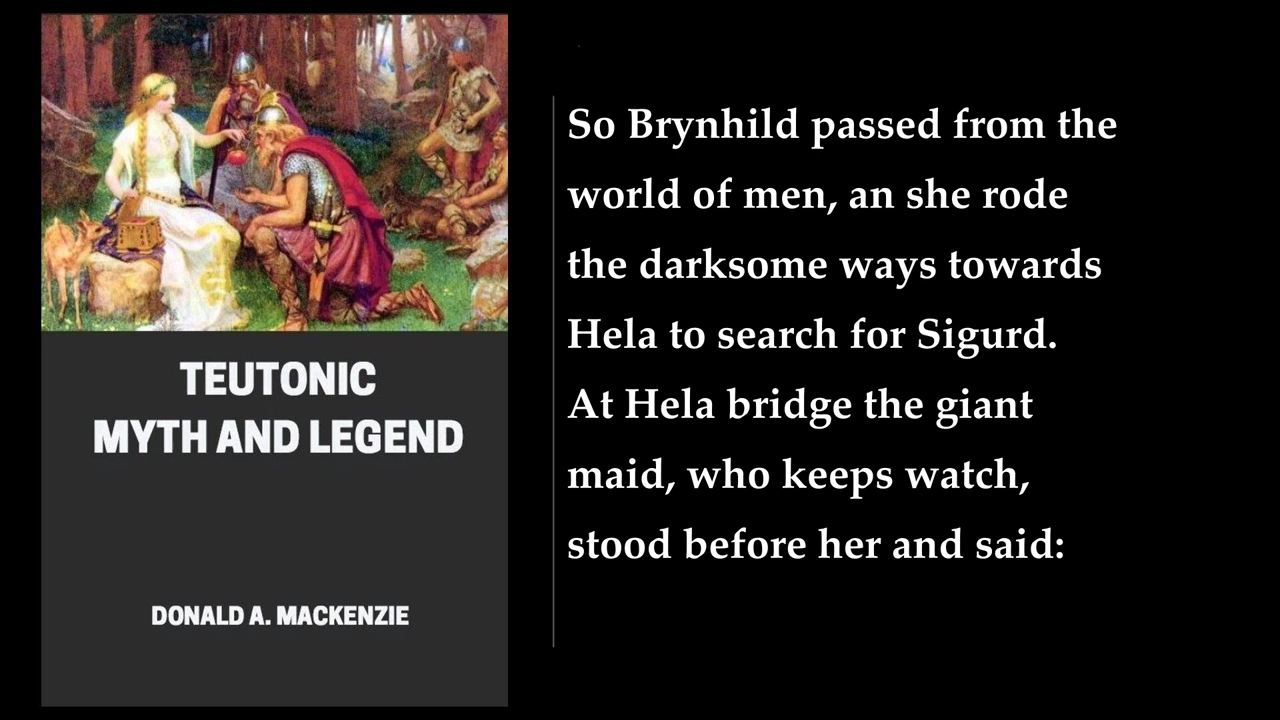 TEUTONIC
MYTH AND LEGEND
DONALD A. MACKENZIE
So Brynhild passed from the
world of men, an she rode
the darksome ways towards
Hela to search for Sigurd.
At Hela bridge the giant
maid, who keeps watch,
stood before her and said: